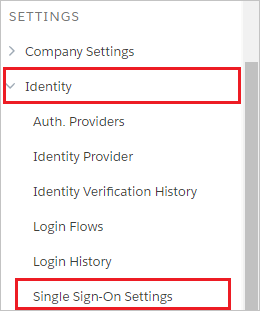 SETTINGS
Company Settings
Identity
Auth. Providers
Identity Provider
Identity Verification History
Login Flows
Login History
Single Sign-On Settings